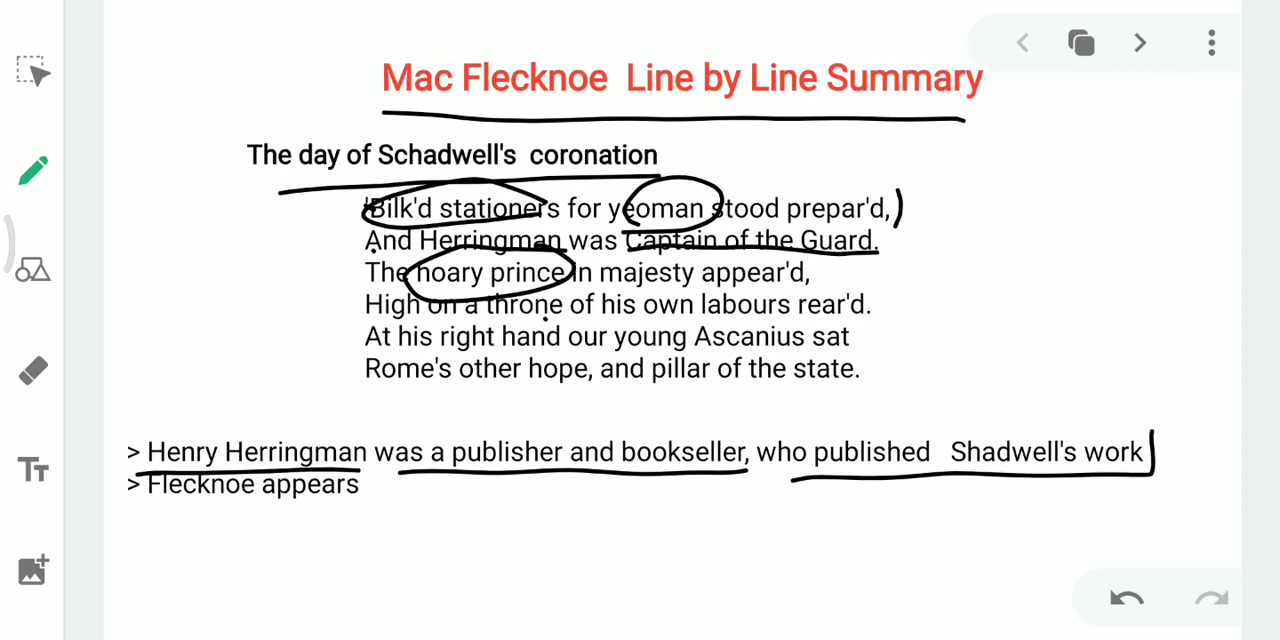 Mac Flecknoe Line by Line Summary
The day of Schadwell's coronation
'Bilk'd stationers for yeoman stood prepar'd,
And Herringman was Captain of the Guard.
The hoary prince in majesty appear'd,
High on a throne of his own labours rear'd.
At his right hand our young Ascanius sat
Rome's other hope, and pillar of the state.
> Henry Herringman was a publisher and bookseller, who published Shadwell's work
> Flecknoe appears
TT